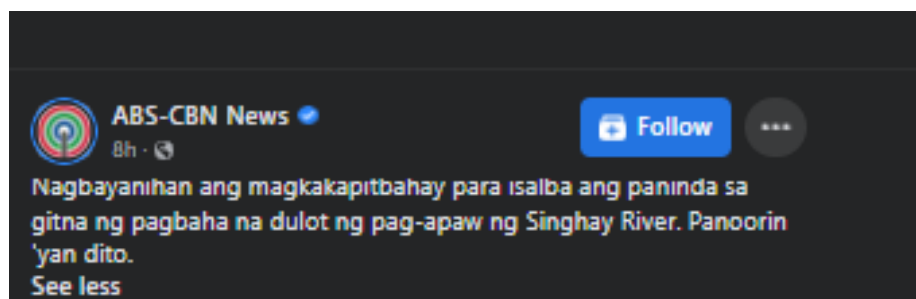 ABS-CBN News
Follow
8h
Nagbayanihan ang magkakapitbahay para isalba ang paninda sa
gitna ng pagbaha na dulot ng pag-apaw ng Singhay River. Panoorin
'yan dito.
See less